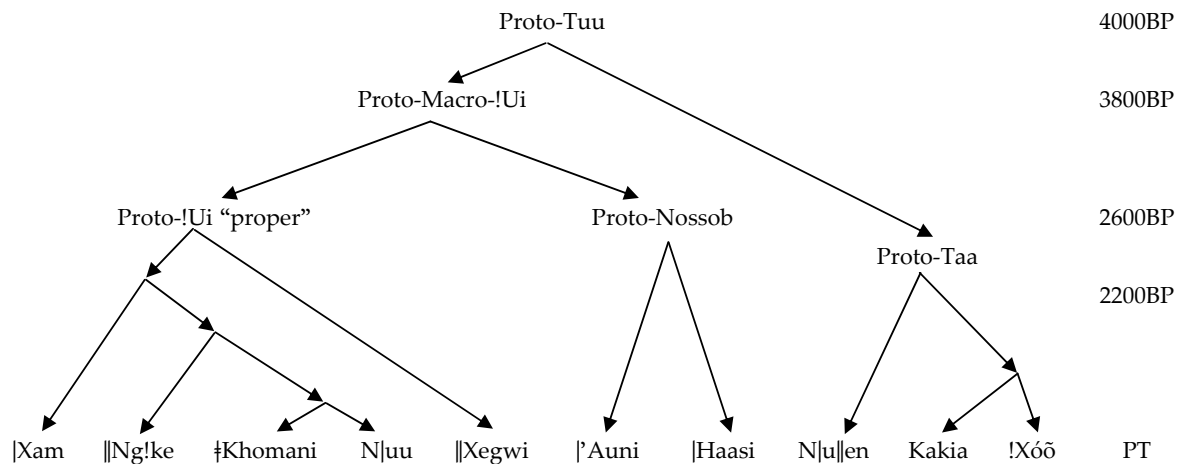 Proto-Tuu 4000BP
Proto-Macro-!Ui 3800BP
Proto-!Ui “proper” Proto-Nossob 2600BP
Proto-Taa
2200BP
|Xam ‖Ng!ke ǂKhomani N|uu ‖Xegwi |’Auni |Haasi N|u‖en Kakia !Xóõ PT